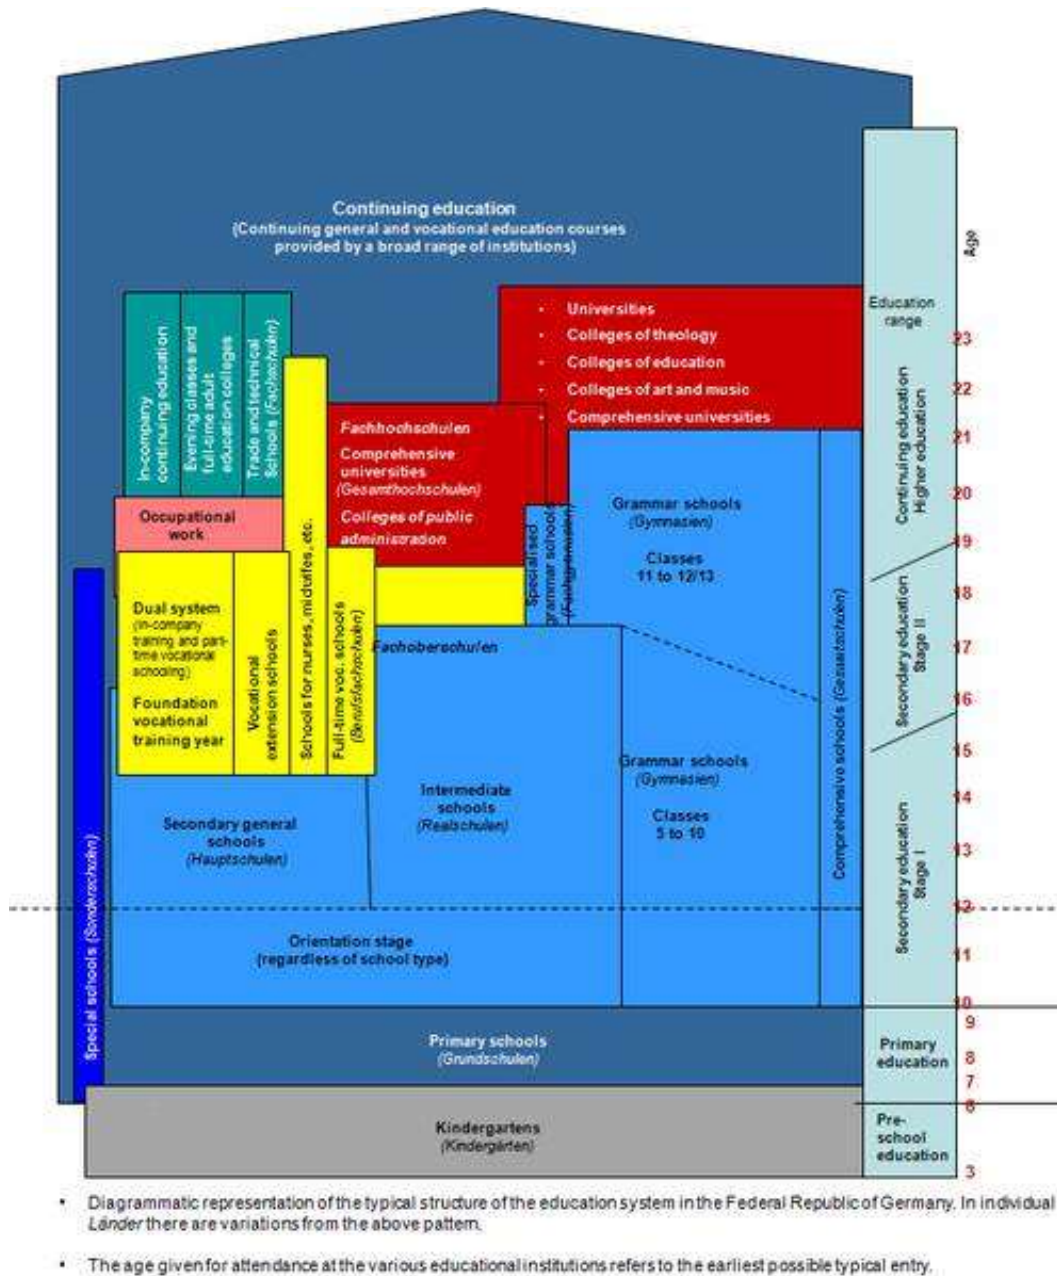 Continuing education
(Continuing general and vocational education courses
provided by a broad range of institutions)
Age
Education
range
• Universities
• Colleges of theology
• Colleges of education
• Colleges of art and music
• Comprehensive universities
In-company
continuing education
Evening classes and
full-time adult
education colleges
Trade and technical
Schools (Fachschulen)
Fachhochschulen
Comprehensive
universities
(Gesamthochschulen)
Colleges of public
administration
Occupational
work
Dual system
(in-company
training and part-
time vocational
schooling)
Foundation
vocational
training year
Vocational
extension schools
Schools for nurses, midwifes, etc.
Full-time voc. schools
(Berufsfachschulen)
Fachoberschulen
Specialised
grammar schools
(Fachgymnasien)
Grammar schools
(Gymnasien)
Classes
11 to 12/13
Comprehensive schools (Gesamtschulen)
Secondary general
schools
(Hauptschulen)
Intermediate
schools
(Realschulen)
Grammar schools
(Gymnasien)
Classes
5 to 10
Orientation stage
(regardless of school type)
Special schools (Sonderschulen)
Primary schools
(Grundschulen)
Kindergartens
(Kindergärten)
Continuing education
Higher education
Secondary education
Stage II
Secondary education
Stage I
Primary
education
Pre-
school
education
23
22
21
20
19
18
17
16
15
14
13
12
11
10
9
8
7
6
3
• Diagrammatic representation of the typical structure of the education system in the Federal Republic of Germany. In individual
Länder there are variations from the above pattern.
• The age given for attendance at the various educational institutions refers to the earliest possible typical entry.